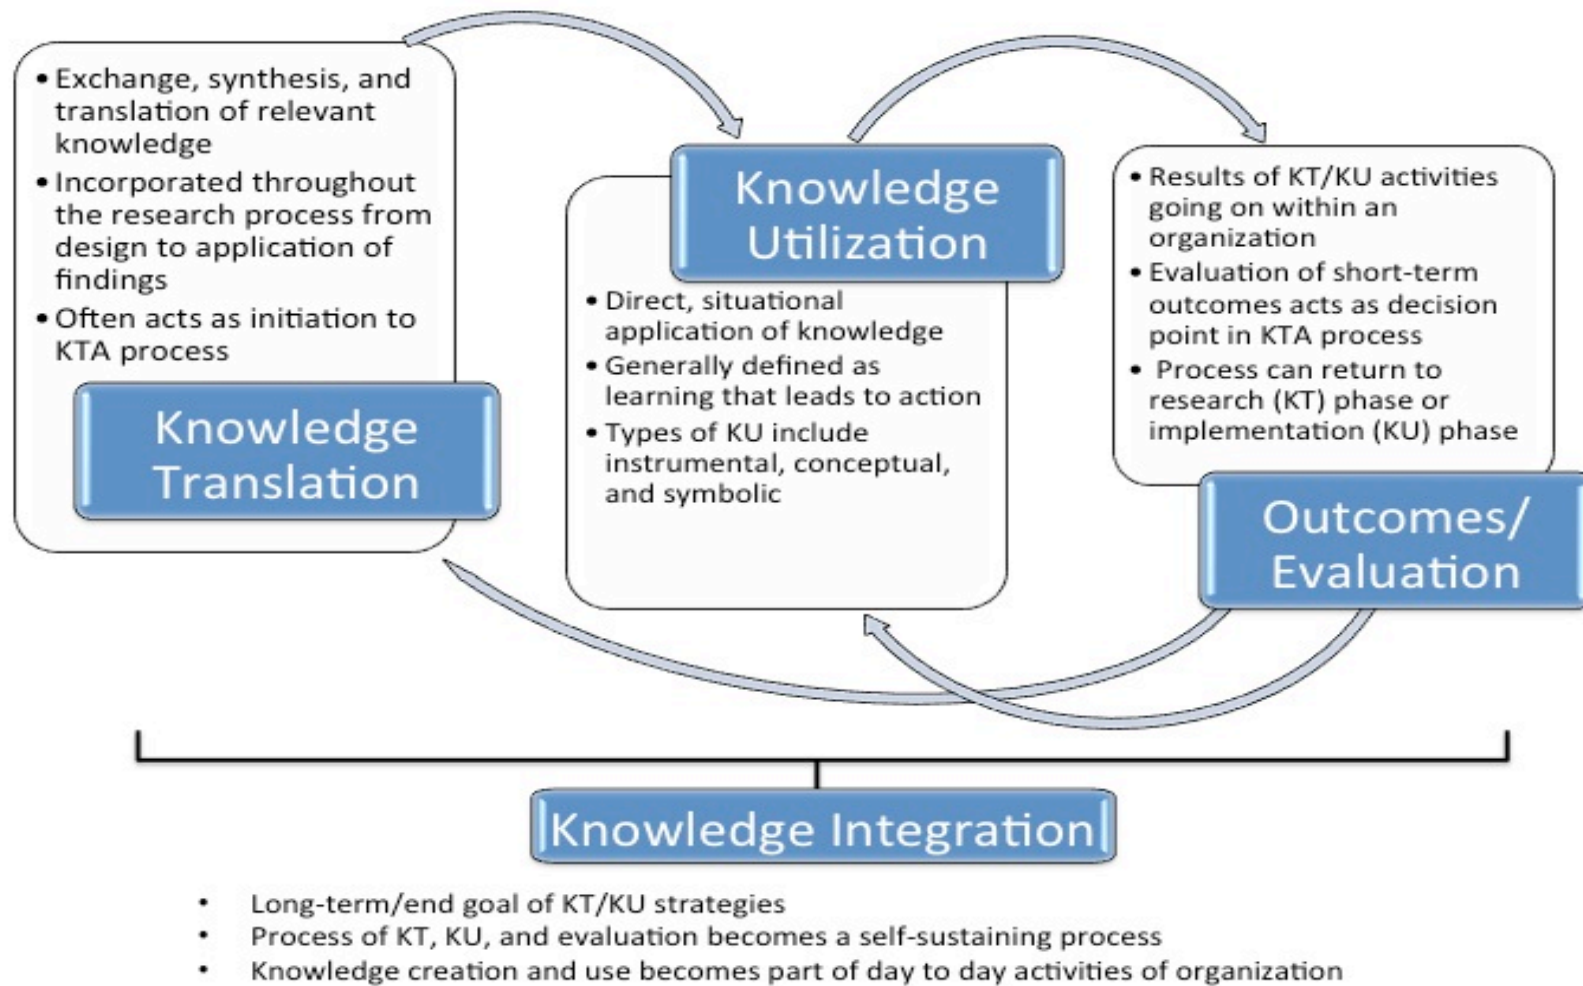 • Exchange, synthesis, and
translation of relevant
knowledge
• Incorporated throughout
the research process from
design to application of
findings
• Often acts as initiation to
KTA process
Knowledge
Translation
Knowledge
Utilization
• Direct, situational
application of knowledge
• Generally defined as
learning that leads to action
• Types of KU include
instrumental, conceptual,
and symbolic
• Results of KT/KU activities
going on within an
organization
• Evaluation of short-term
outcomes acts as decision
point in KTA process
• Process can return to
research (KT) phase or
implementation (KU) phase
Outcomes/
Evaluation
Knowledge Integration
• Long-term/end goal of KT/KU strategies
• Process of KT, KU, and evaluation becomes a self-sustaining process
• Knowledge creation and use becomes part of day to day activities of organization